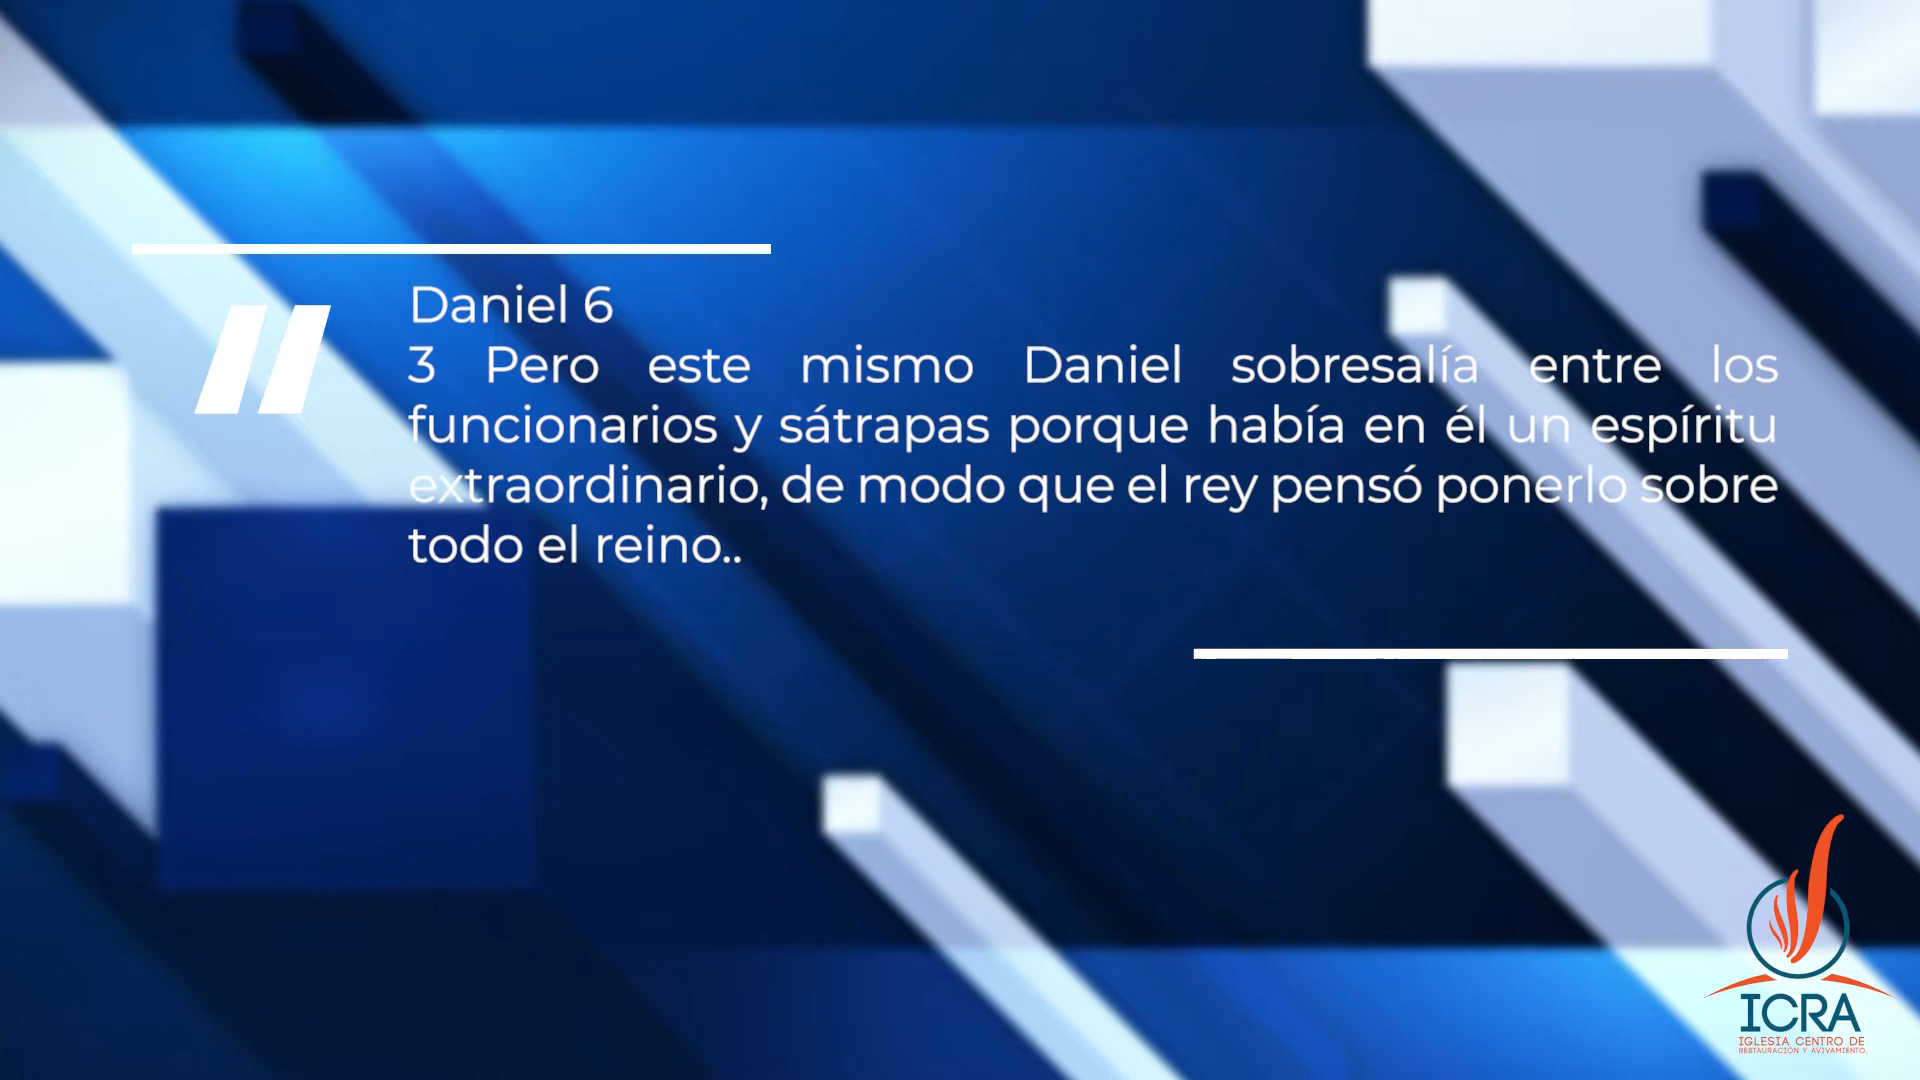 Daniel 6
3 Pero este mismo Daniel sobresalía entre los
funcionarios y sátrapas porque había en él un espíritu
extraordinario, de modo que el rey pensó ponerlo sobre
todo el reino..
ICRA
IGLESIA CENTRO DE
RESTAURACIÓN Y AVIVAMIENTO.